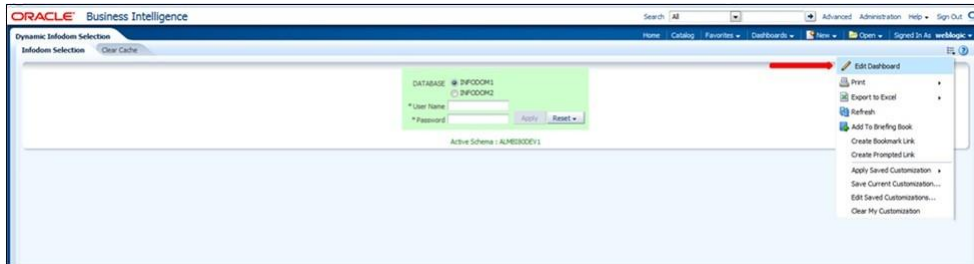 ORACLE Business Intelligence
Search All Advanced Administration Help Sign Out
Dynamic Infodom Selection
Home Catalog Favorites Dashboards New Open Signed In As weblogic
Infodom Selection Clear Cache
DATABASE INFODOM1
INFODOM2
* User Name
* Password Apply Reset
Active Schema : ALMBI80DEV1
Edit Dashboard
Print
Export to Excel
Refresh
Add To Briefing Book
Create Bookmark Link
Create Prompted Link
Apply Saved Customization
Save Current Customization...
Edit Saved Customizations...
Clear My Customization